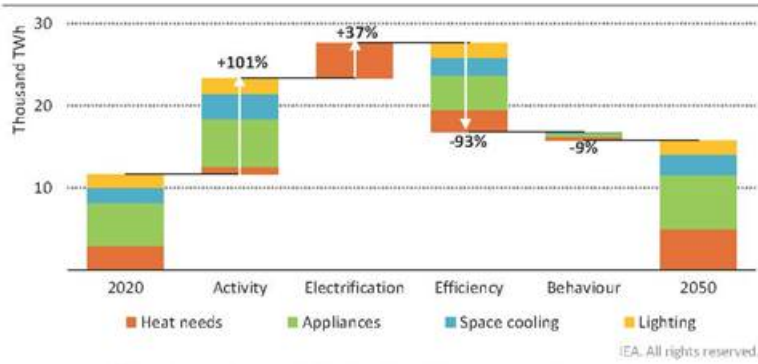 Thousand TWh
30
20
10
+101%
+37%
-93%
-9%
2020 Activity Electrification Efficiency Behaviour 2050
Heat needs Appliances Space cooling Lighting
IEA. All rights reserved